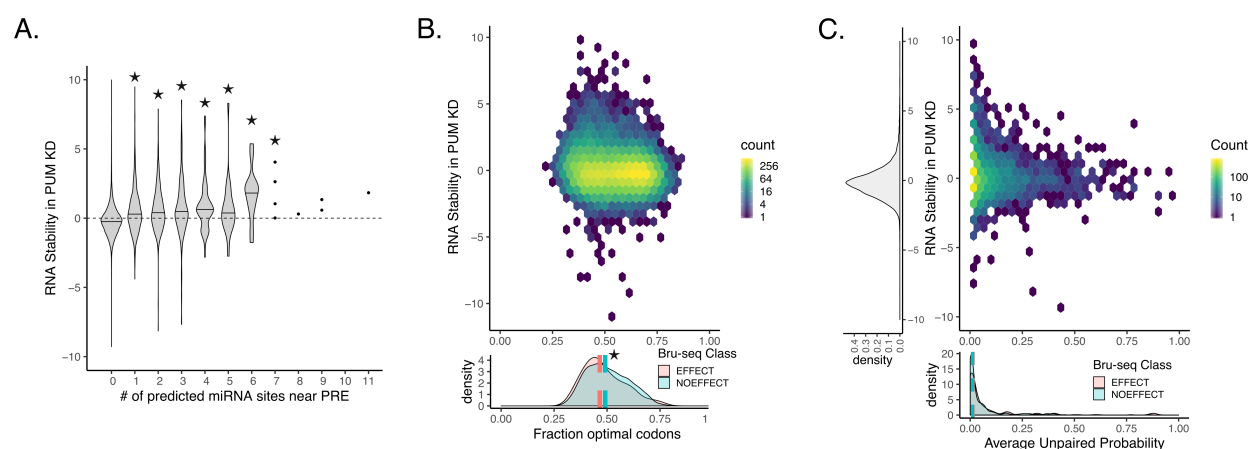 A.
RNA Stability in PUM KD
10
5
0
−5
−10
0 1 2 3 4 5 6 7 8 9 10 11
# of predicted miRNA sites near PRE
B.
RNA Stability in PUM KD
10
5
0
−5
−10
0.00 0.25 0.50 0.75 1.00
count
256
64
16
4
1
density
4
3
2
1
0
0.00 0.25 0.50 0.75 1
Fraction optimal codons
Bru-seq Class
EFFECT
NOEFFECT
C.
10
5
0
−5
−10
0.4 0.3 0.2 0.1 0.0
density
RNA Stability in PUM KD
10
5
0
−5
−10
0.00 0.25 0.50 0.75 1.00
Count
100
10
1
density
20
15
10
5
0
0.00 0.25 0.50 0.75 1.00
Average Unpaired Probability
Bru-seq Class
EFFECT
NOEFFECT